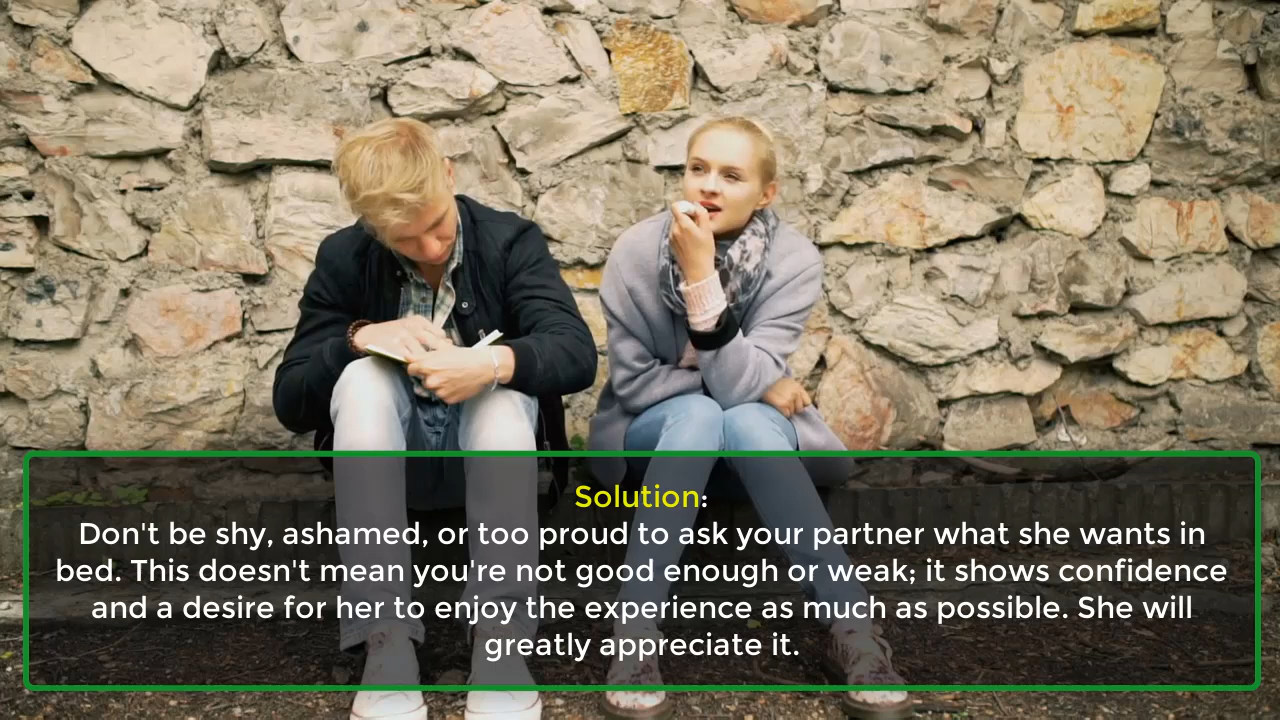 Solution:
Don't be shy, ashamed, or too proud to ask your partner what she wants in
bed. This doesn't mean you're not good enough or weak; it shows confidence
and a desire for her to enjoy the experience as much as possible. She will
greatly appreciate it.